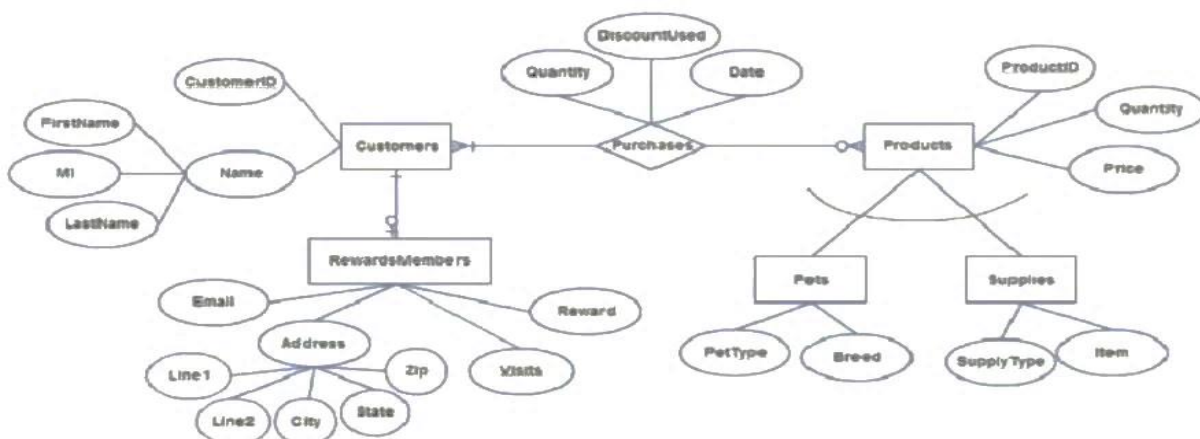 DiscountUsed
Quantity
Date
CustomerID
ProductID
FirstName
Quantity
Customers
Purchases
Products
MI
Name
Price
LastName
RewardsMembers
Pets
Supplies
Email
Reward
Address
PetType
Breed
SupplyType
Item
Line1
Zip
Visits
Line2
City
State